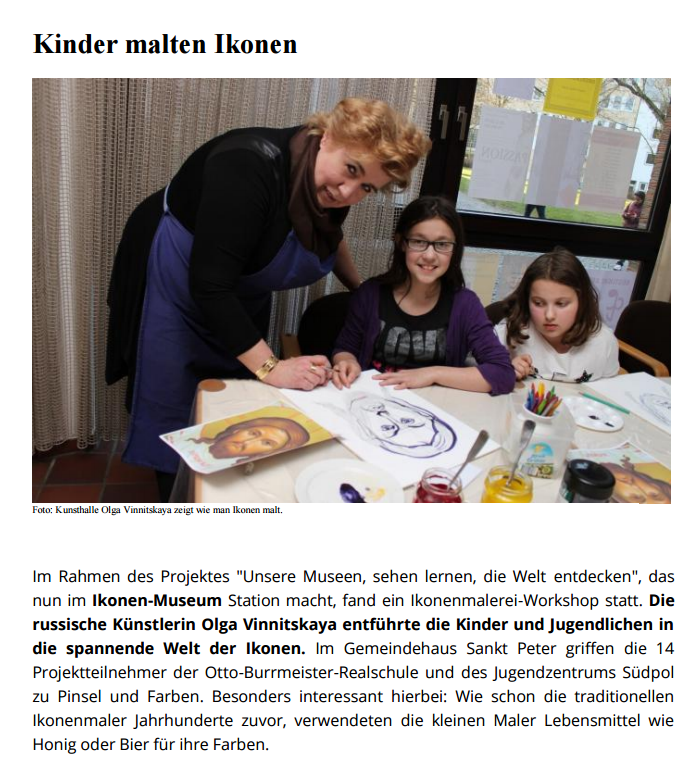 Kinder malten Ikonen
PASSION
Foto: Kunsthalle Olga Vinnitskaya zeigt wie man Ikonen malt.
Im Rahmen des Projektes "Unsere Museen, sehen lernen, die Welt entdecken", das
nun im Ikonen-Museum Station macht, fand ein Ikonenmalerei-Workshop statt. Die
russische Künstlerin Olga Vinnitskaya entführte die Kinder und Jugendlichen in
die spannende Welt der Ikonen. Im Gemeindehaus Sankt Peter griffen die 14
Projektteilnehmer der Otto-Burrmeister-Realschule und des Jugendzentrums Südpol
zu Pinsel und Farben. Besonders interessant hierbei: Wie schon die traditionellen
Ikonenmaler Jahrhunderte zuvor, verwendeten die kleinen Maler Lebensmittel wie
Honig oder Bier für ihre Farben.